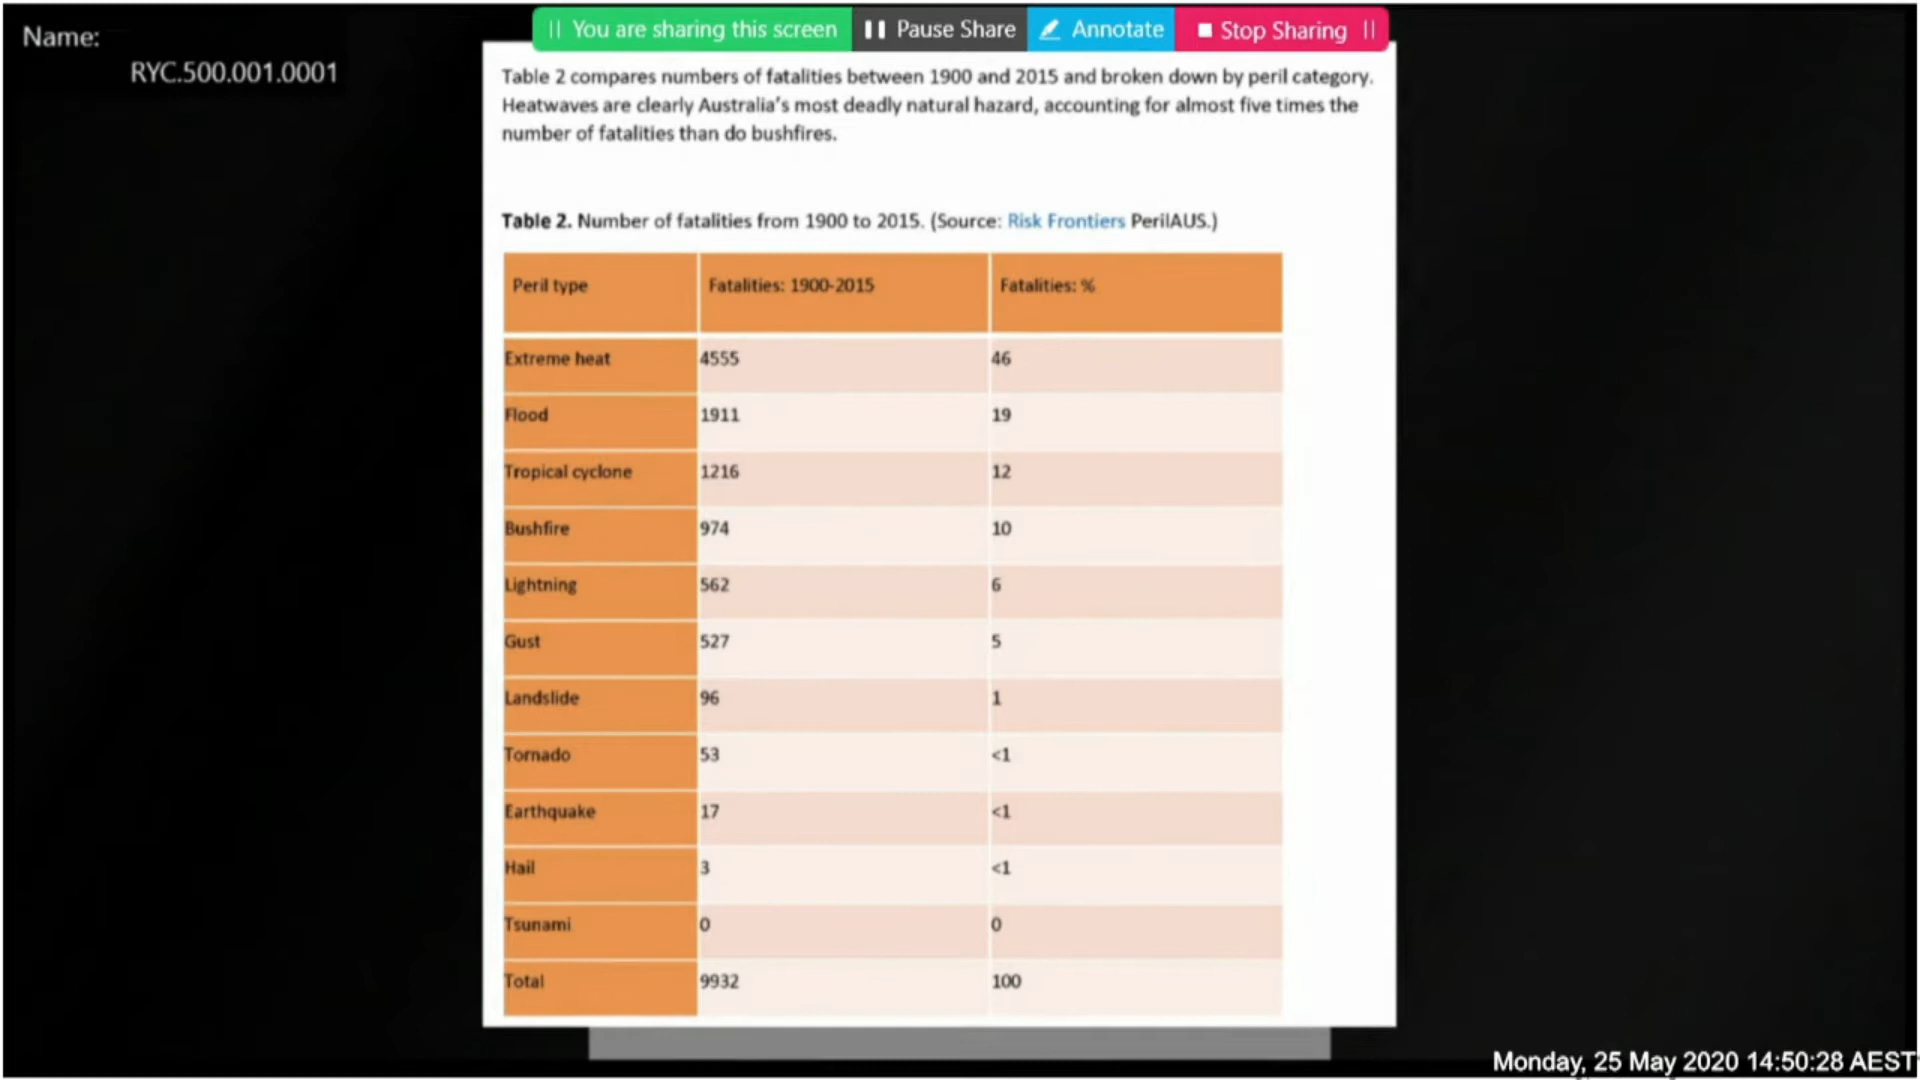 Name:
RYC.500.001.0001
You are sharing this screen
Pause Share
Annotate
Stop Sharing
Table 2 compares numbers of fatalities between 1900 and 2015 and broken down by peril category.
Heatwaves are clearly Australia's most deadly natural hazard, accounting for almost five times the
number of fatalities than do bushfires.
Table 2. Number of fatalities from 1900 to 2015. (Source: Risk Frontiers PerilAUS.)
Peril type Fatalities: 1900-2015 Fatalities: %
Extreme heat 4555 46
Flood 1911 19
Tropical cyclone 1216 12
Bushfire 974 10
Lightning 562 6
Gust 527 5
Landslide 96 1
Tornado 53 <1
Earthquake 17 <1
Hail 3 <1
Tsunami 0 0
Total 9932 100
Monday, 25 May 2020 14:50:28 AEST